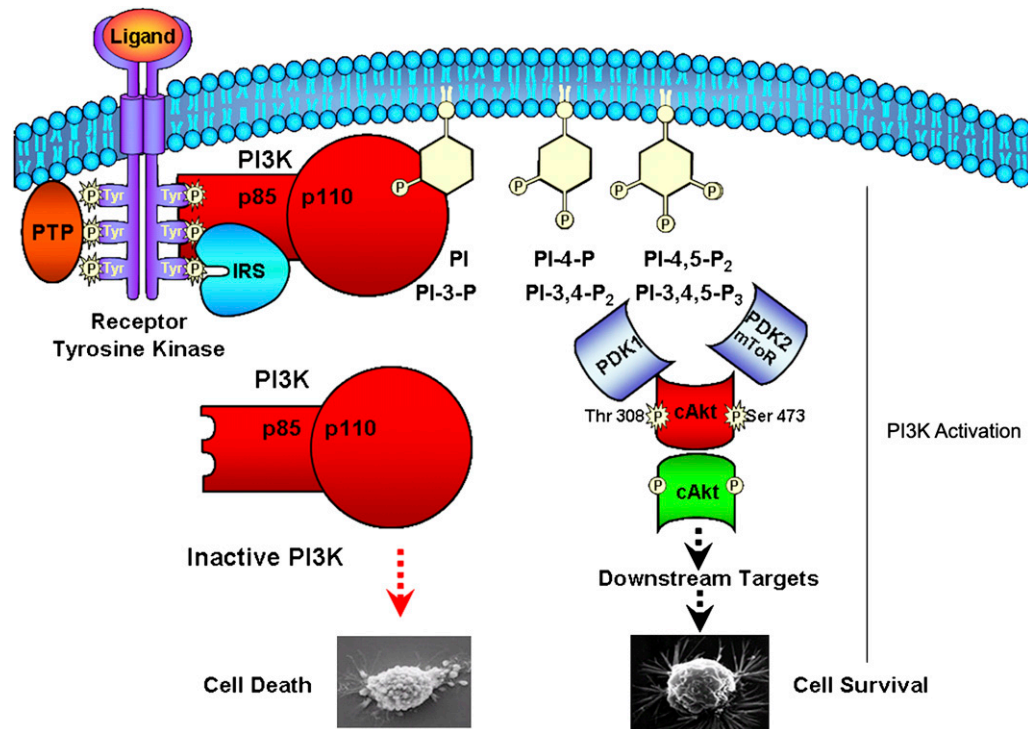 Ligand
PI3K
p85 p110
P Tyr Tyr P
P Tyr Tyr P
P Tyr Tyr P
PTP
IRS
Receptor
Tyrosine Kinase
P
P
P
P
P
P
PI
PI-3-P
PI-4-P
PI-3,4-P₂
PI-4,5-P₂
PI-3,4,5-P₃
PDK1
PDK2
mToR
Thr 308 P cAkt P Ser 473
P cAkt P
PI3K Activation
PI3K
p85 p110
Inactive PI3K
Downstream Targets
Cell Death
Cell Survival